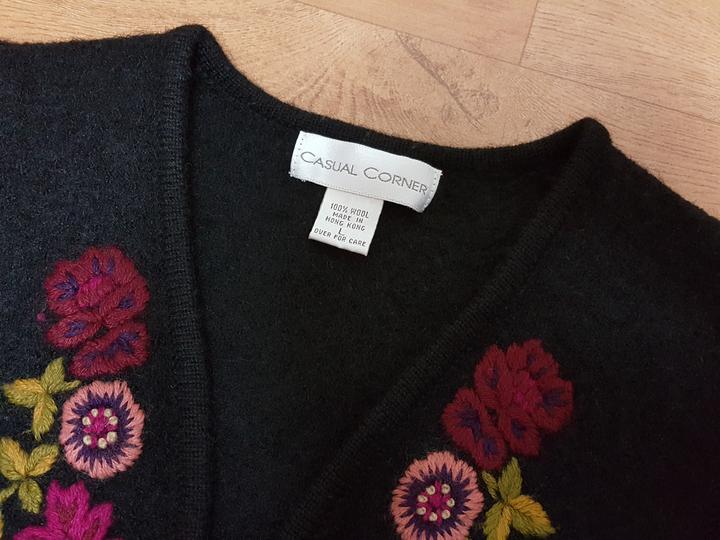 CASUAL CORNER
100% WOOL
MADE IN
HONG KONG
L
OVER FOR CARE